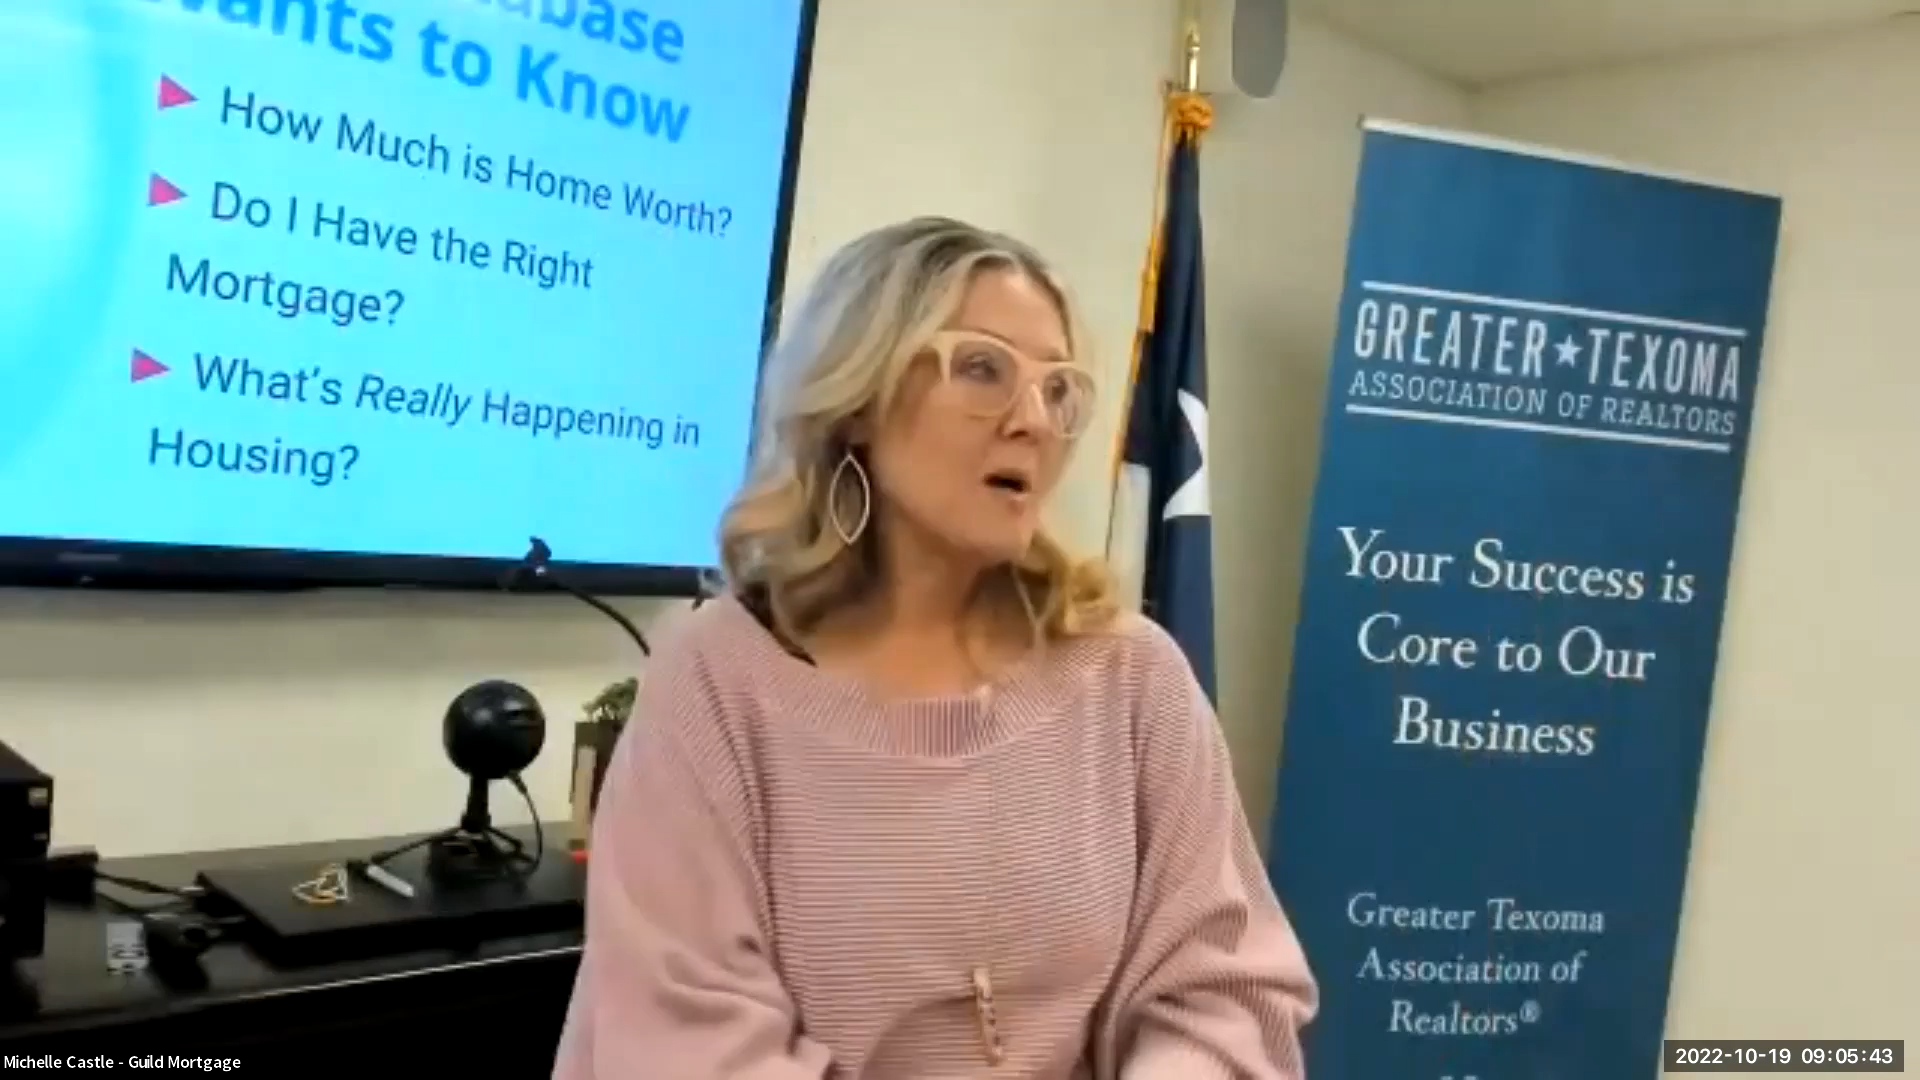 to Know
How Much is Home Worth?
Do I Have the Right
Mortgage?
What's Really Happening in
Housing?
GREATER★TEXOMA
ASSOCIATION OF REALTORS
Your Success is
Core to Our
Business
Greater Texoma
Association of
Realtors®
Michelle Castle - Guild Mortgage
2022-10-19 09:05:43